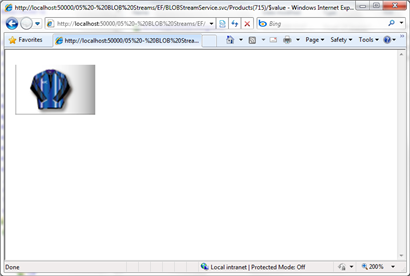 http://localhost:50000/05%20-%20BLOB%20Streams/EF/BLOBStreamService.svc/Products(715)/$value - Windows Internet Exp...
http://localhost:50000/05%20-%20BLOB%20Streams/EF/
Bing
Favorites
http://localhost:50000/05%20-%20BLOB%20Strea...
Page
Safety
Tools
Done
Local intranet | Protected Mode: Off
200%